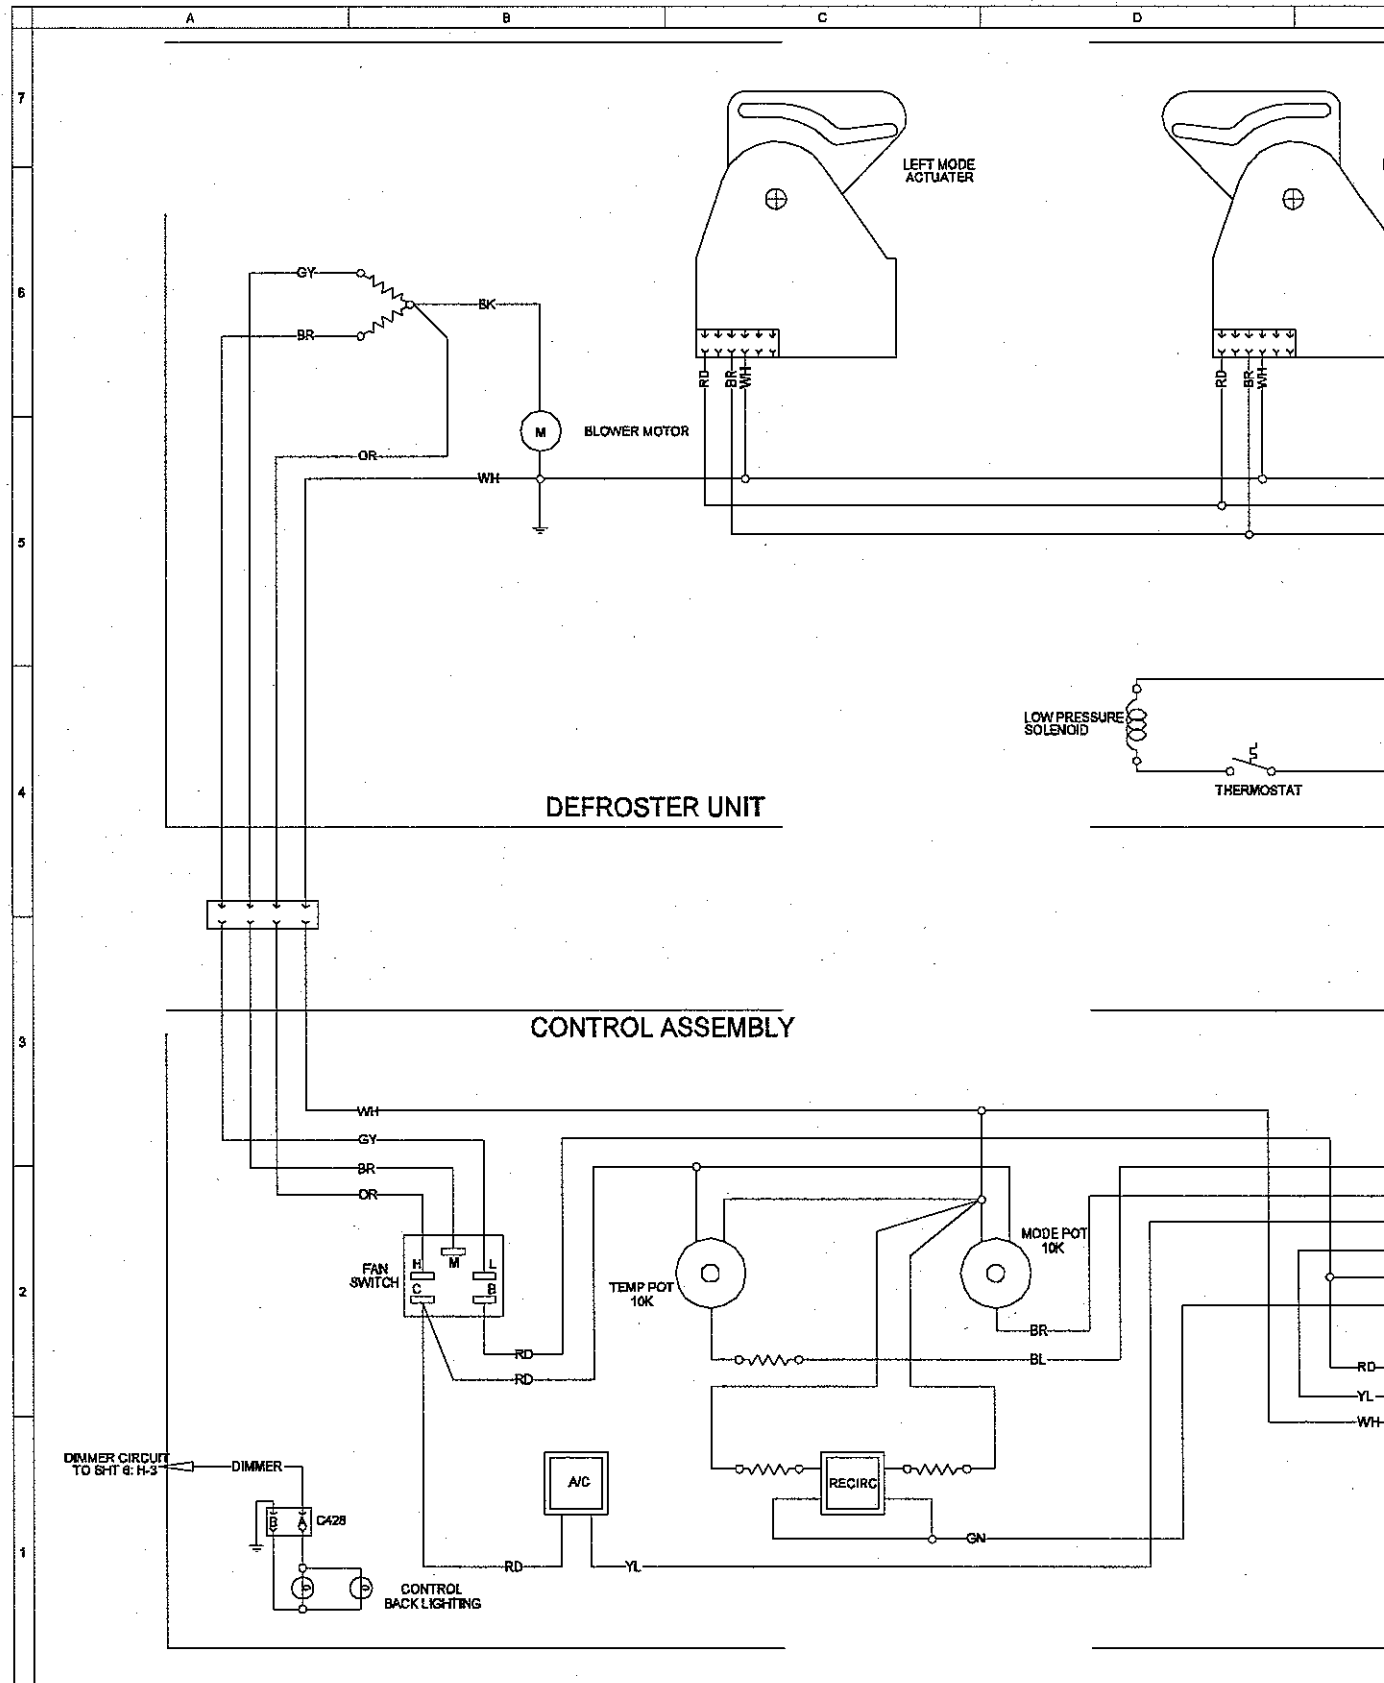 A B C D
7
LEFT MODE
ACTUATER
6
GY
BK
BR
RD BR WH
RD BR WH
M BLOWER MOTOR
OR
WH
5
LOW PRESSURE
SOLENOID
THERMOSTAT
4
DEFROSTER UNIT
CONTROL ASSEMBLY
3
WH
GY
BR
OR
FAN
SWITCH
H M L
C B
TEMP POT
10K
MODE POT
10K
2
BR
RD
BL
RD
RD
YL
WH
DIMMER CIRCUIT
TO SHT 6: H-3
DIMMER
A/C
RECIRC
B A C428
GN
1
RD
YL
CONTROL
BACK LIGHTING